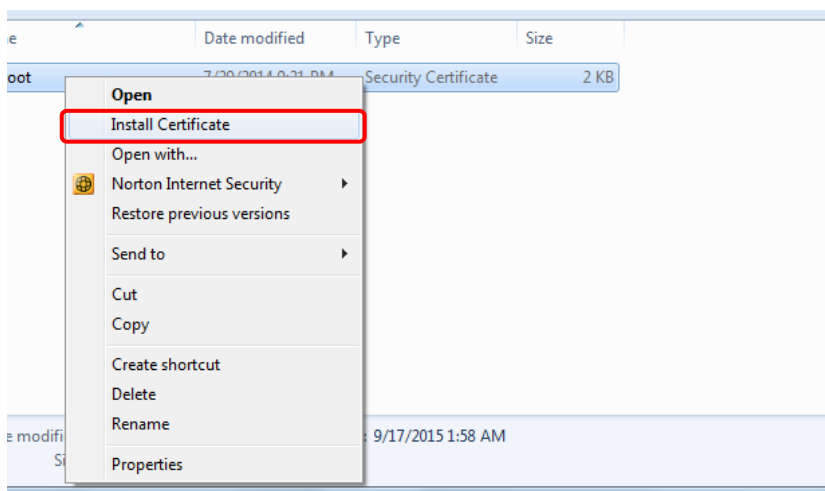 e Date modified Type Size
oot 7/20/2014 9:21 PM Security Certificate 2 KB
Open
Install Certificate
Open with...
Norton Internet Security
Restore previous versions
Send to
Cut
Copy
Create shortcut
Delete
Rename
e modifi : 9/17/2015 1:58 AM
Si
Properties